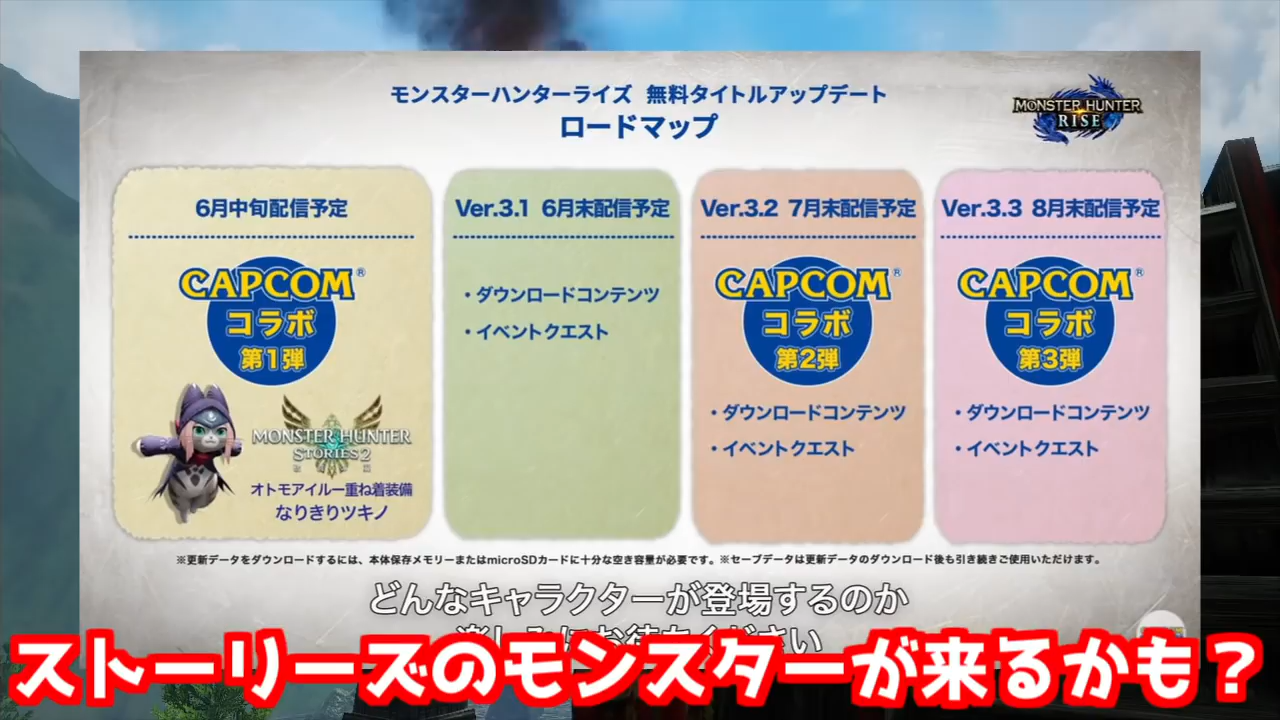 モンスターハンターライズ 無料タイトルアップデート
ロードマップ
MONSTER HUNTER
RISE
6月中旬配信予定
CAPCOM®
コラボ
第1弾
MONSTER HUNTER
STORIES 2
オトモアイルー重ね着装備
なりきりツキノ
Ver.3.1 6月末配信予定
・ダウンロードコンテンツ
・イベントクエスト
Ver.3.2 7月末配信予定
CAPCOM®
コラボ
第2弾
・ダウンロードコンテンツ
・イベントクエスト
Ver.3.3 8月末配信予定
CAPCOM®
コラボ
第3弾
・ダウンロードコンテンツ
・イベントクエスト
※更新データをダウンロードするには、本体保存メモリーまたはmicroSDカードに十分な空き容量が必要です。※セーブデータは更新データのダウンロード後も引き続きご使用いただけます。
どんなキャラクターが登場するのか
楽しみにお待ちください
ストーリーズのモンスターが来るかも?